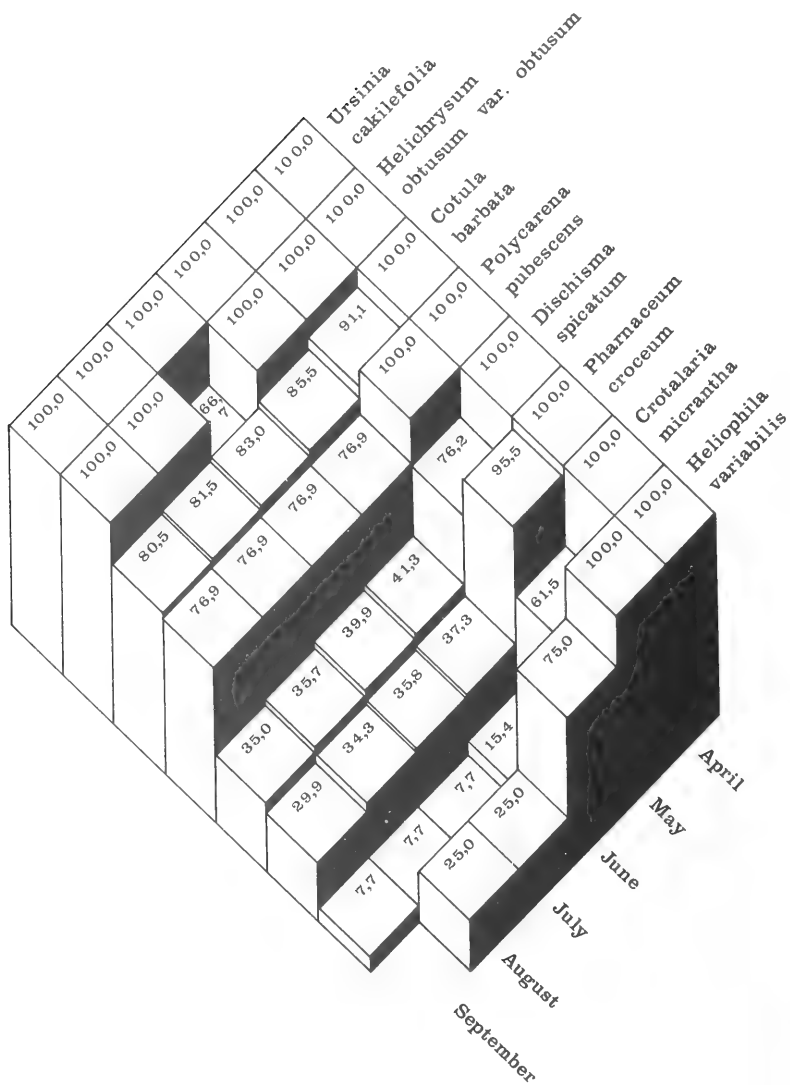 Ursinia
cakilefolia
Helichrysum
obtusum var. obtusum
Cotula
barbata
Polycarena
pubescens
Dischisma
spicatum
Pharnaceum
croceum
Crotalaria
micrantha
Heliophila
variabilis
100,0
100,0
100,0
100,0
100,0
100,0
100,0
100,0
100,0
66,
7
100,0
100,0
100,0
91,1
85,5
83,0
81,5
80,5
100,0
100,0
76,9
76,9
76,9
76,9
100,0
76,2
41,3
39,9
35,7
35,0
100,0
95,5
37,3
35,8
34,3
29,9
100,0
61,5
15,4
7,7
7,7
7,7
100,0
100,0
75,0
25,0
25,0
April
May
June
July
August
September